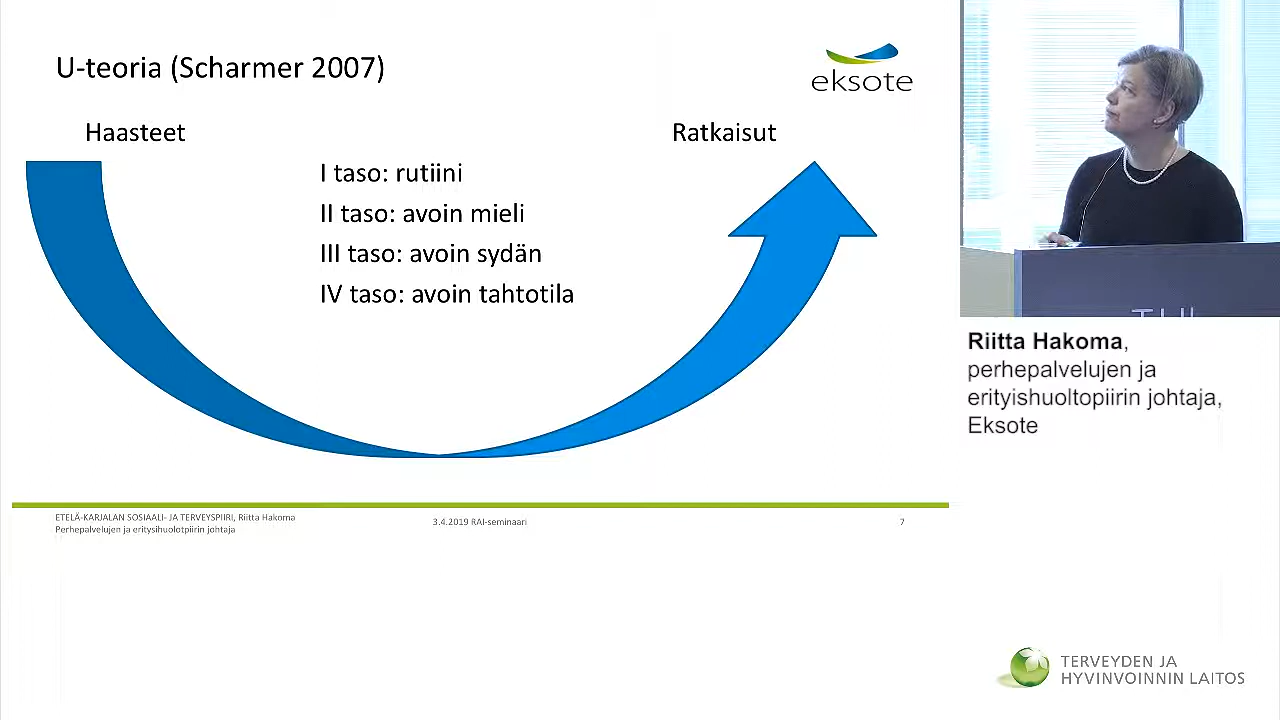 U-teoria (Scharmer 2007)
eksote
Haasteet
Ratkaisut
I taso: rutiini
II taso: avoin mieli
III taso: avoin sydän
IV taso: avoin tahtotila
ETELÄ-KARJALAN SOSIAALI- JA TERVEYSPIIRI, Riitta Hakoma
Perhepalvelujen ja eritysihuolotpiirin johtaja
3.4.2019 RAI-seminaari
7
Riitta Hakoma,
perhepalvelujen ja
erityishuoltopiirin johtaja,
Eksote
TERVEYDEN JA
HYVINVOINNIN LAITOS